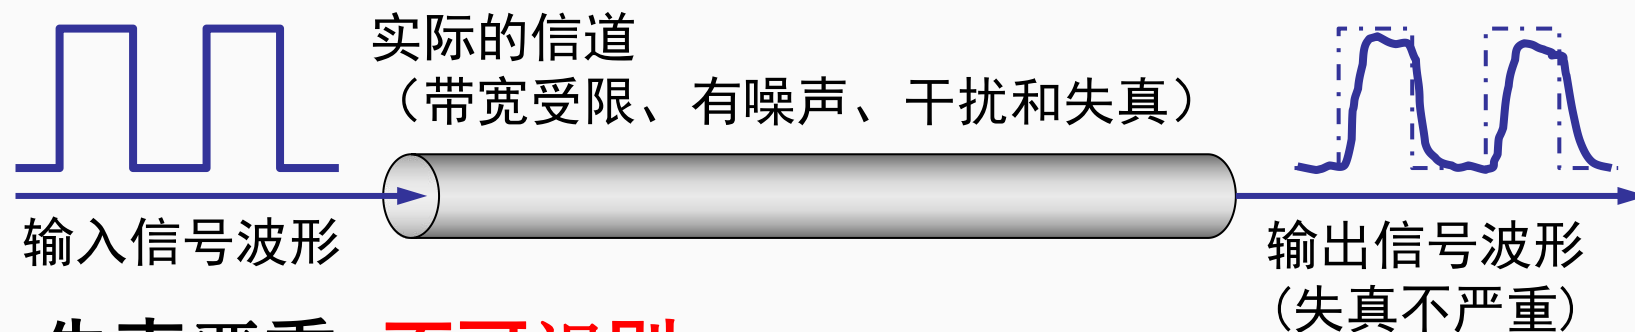 实际的信道
（带宽受限、有噪声、干扰和失真）
输入信号波形
输出信号波形
（失真不严重）